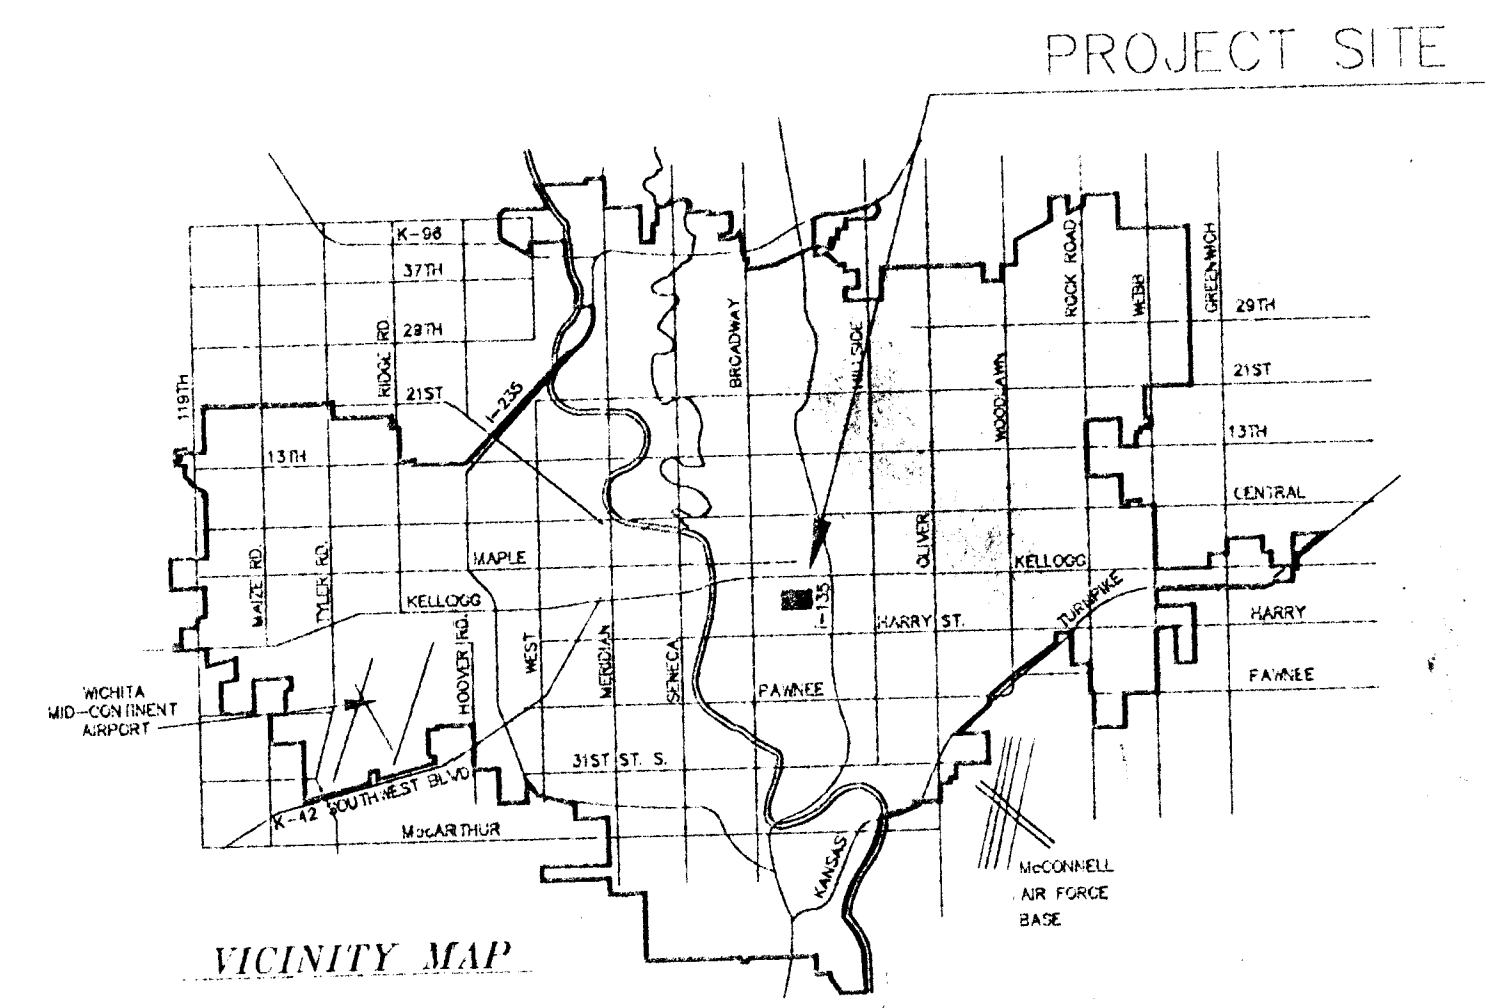 PROJECT SITE
K-96
37TH
29TH
29TH
RIDGE RD.
BROADWAY
HILLSIDE
WOODLAWN
ROCK ROAD
WEBB
GREENWICH
119TH
21ST
I-235
21ST
13TH
13TH
CENTRAL
MAIZE RD.
TYLER RD.
MAPLE
OLIVER
KELLOGG
KELLOGG
I-135
TURNPIKE
HARRY ST.
HARRY
HOOVER RD.
WEST
MERIDIAN
SENECA
PAWNEE
PAWNEE
WICHITA
MID-CONTINENT
AIRPORT
31ST ST. S.
K-42 SOUTHWEST BLVD
McARTHUR
KANSAS
McCONNELL
AIR FORCE
BASE
VICINITY MAP